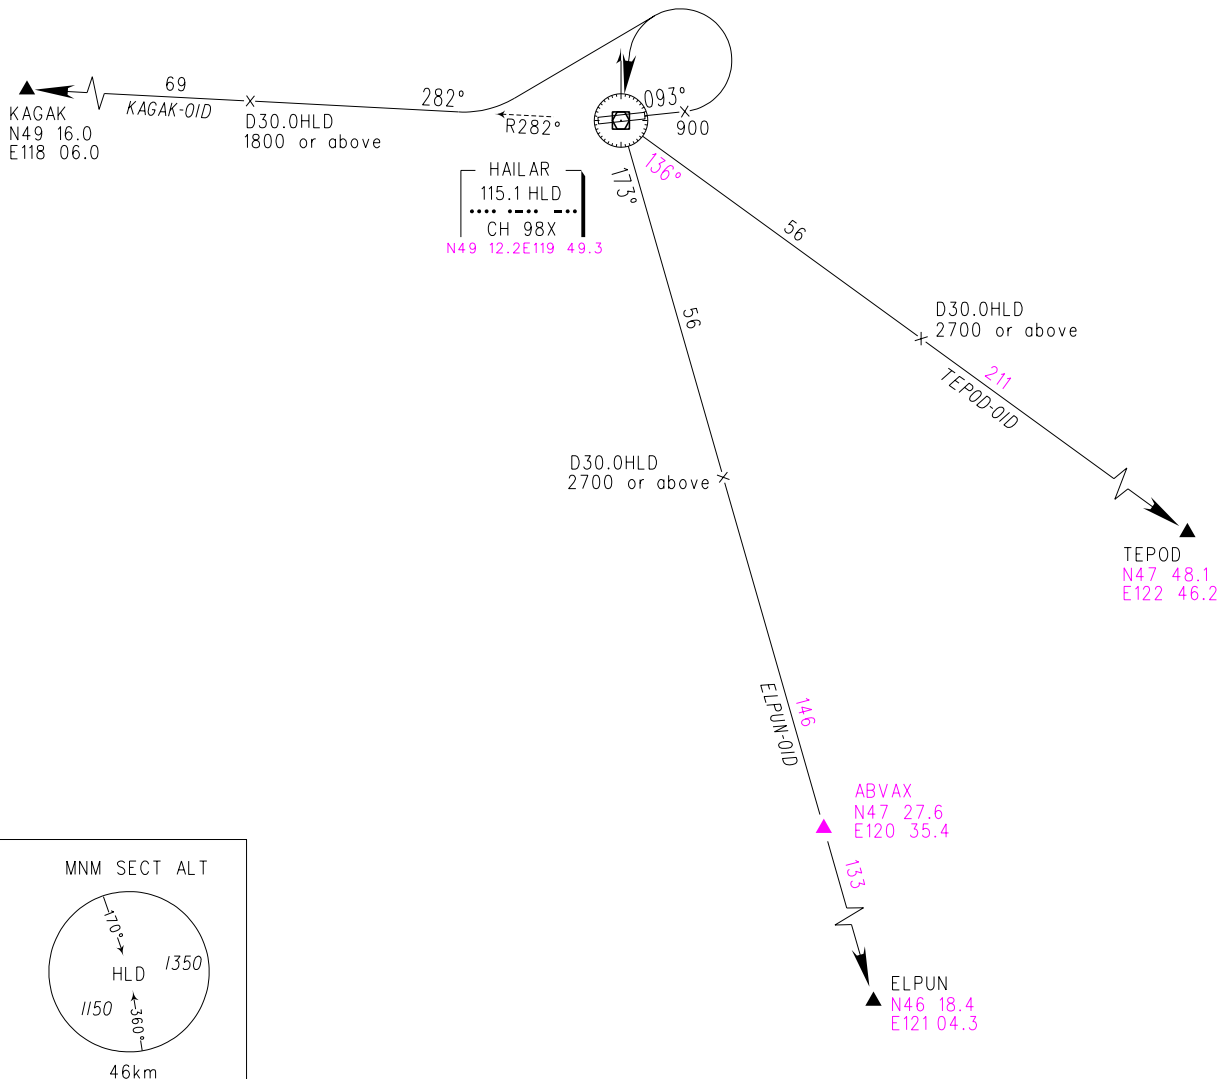 69
KAGAK-01D
KAGAK
N49 16.0
E118 06.0
D30.0HLD
1800 or above
282°
R282°
093°
900
HAILAR
115.1 HLD
CH 98X
N49 12.2E119 49.3
136°
173°
56
56
D30.0HLD
2700 or above
211
TEPOD-01D
D30.0HLD
2700 or above
TEPOD
N47 48.1
E122 46.2
146
ELPUN-01D
ABVAX
N47 27.6
E120 35.4
133
ELPUN
N46 18.4
E121 04.3
MNM SECT ALT
170°
HLD
1350
1150
360°
46km